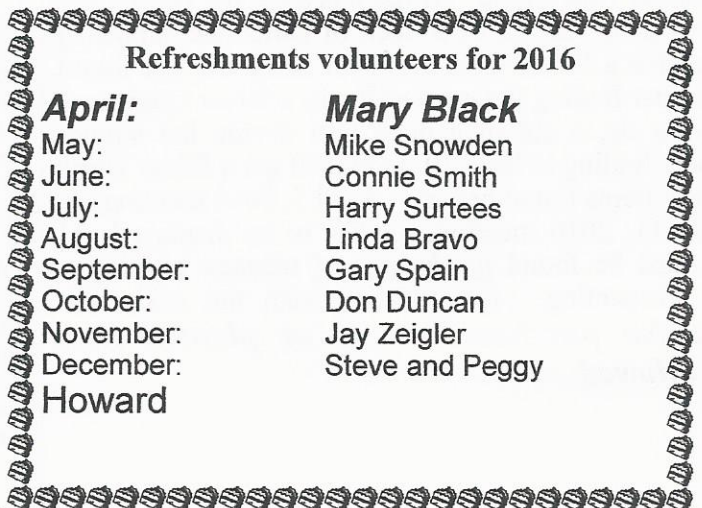 Refreshments volunteers for 2016
April: Mary Black
May: Mike Snowden
June: Connie Smith
July: Harry Surtees
August: Linda Bravo
September: Gary Spain
October: Don Duncan
November: Jay Zeigler
December: Steve and Peggy
Howard